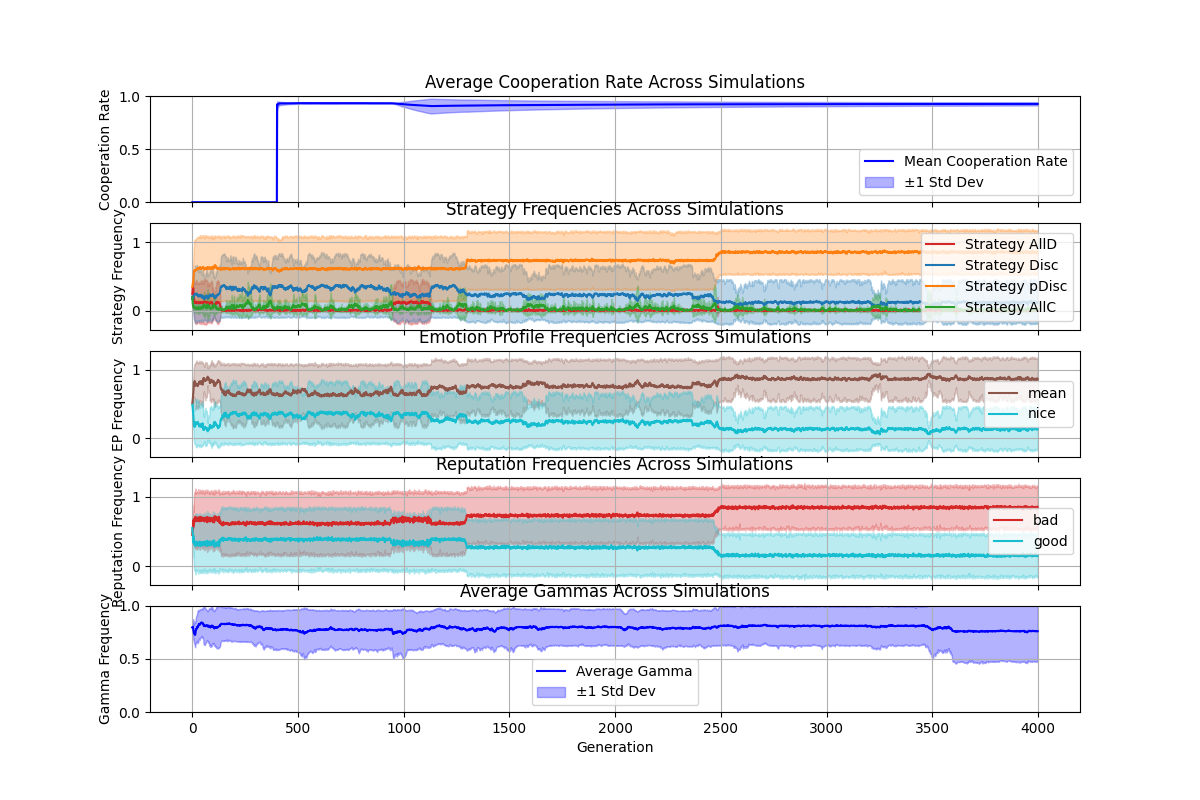 Average Cooperation Rate Across Simulations
Cooperation Rate
1.0
0.5
0.0
Mean Cooperation Rate
±1 Std Dev
Strategy Frequencies Across Simulations
Strategy Frequency
1
0
Strategy AllD
Strategy Disc
Strategy pDisc
Strategy AllC
Emotion Profile Frequencies Across Simulations
EP Frequency
1
0
mean
nice
Reputation Frequencies Across Simulations
Reputation Frequency
1
0
bad
good
Average Gammas Across Simulations
Gamma Frequency
1.0
0.5
0.0
Average Gamma
±1 Std Dev
0 500 1000 1500 2000 2500 3000 3500 4000
Generation